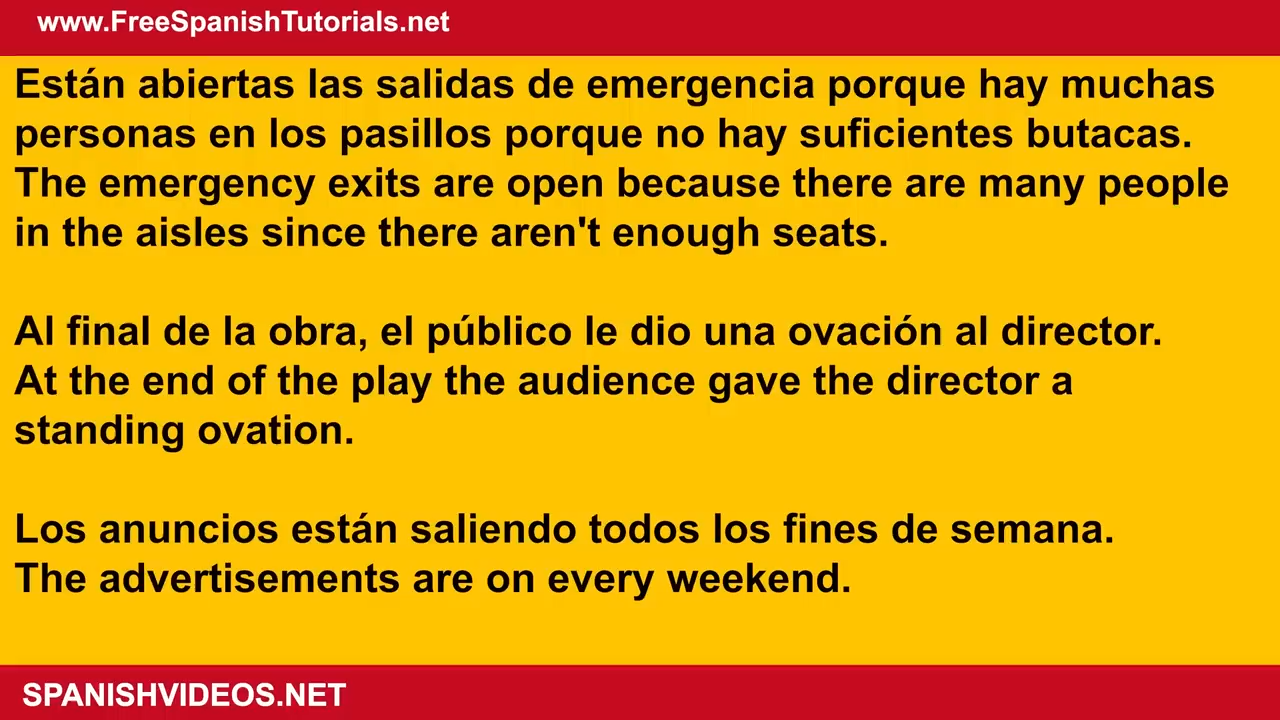 www.FreeSpanishTutorials.net
Están abiertas las salidas de emergencia porque hay muchas
personas en los pasillos porque no hay suficientes butacas.
The emergency exits are open because there are many people
in the aisles since there aren't enough seats.
Al final de la obra, el público le dio una ovación al director.
At the end of the play the audience gave the director a
standing ovation.
Los anuncios están saliendo todos los fines de semana.
The advertisements are on every weekend.
SPANISHVIDEOS.NET